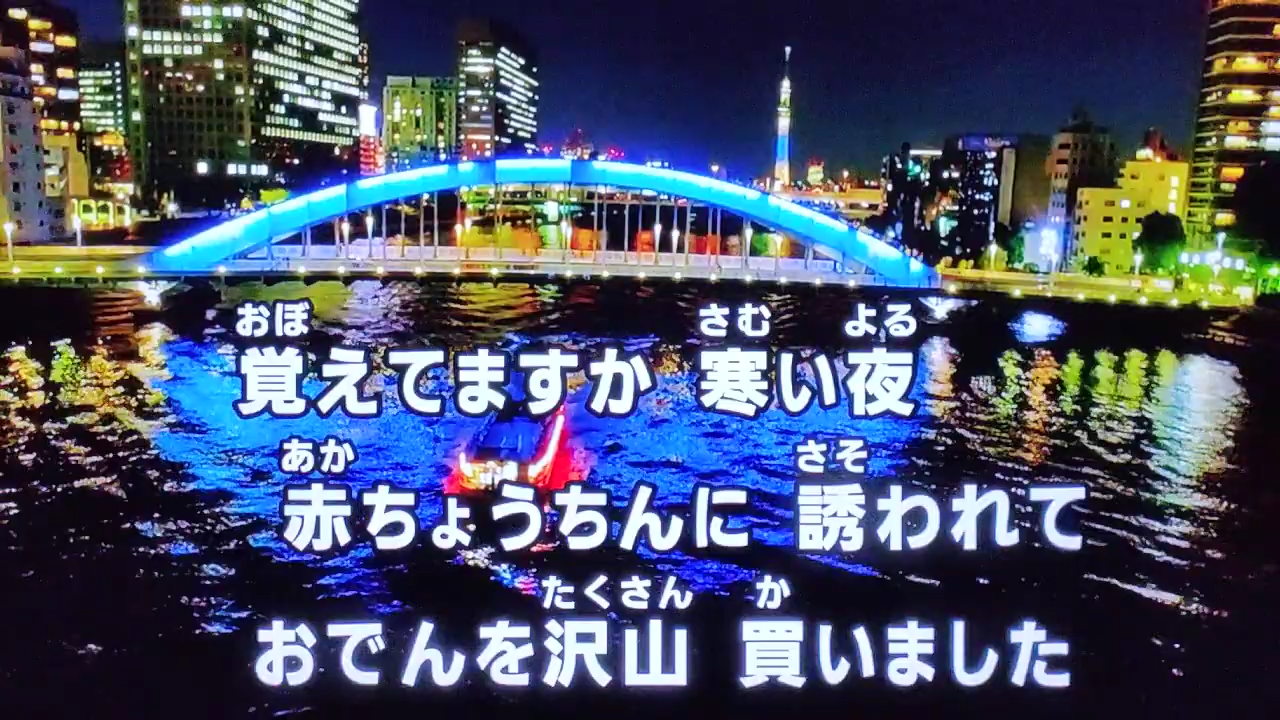 おぼ さむ よる
覚えてますか 寒い夜
あか さそ
赤ちょうちんに 誘われて
たくさん か
おでんを沢山 買いました